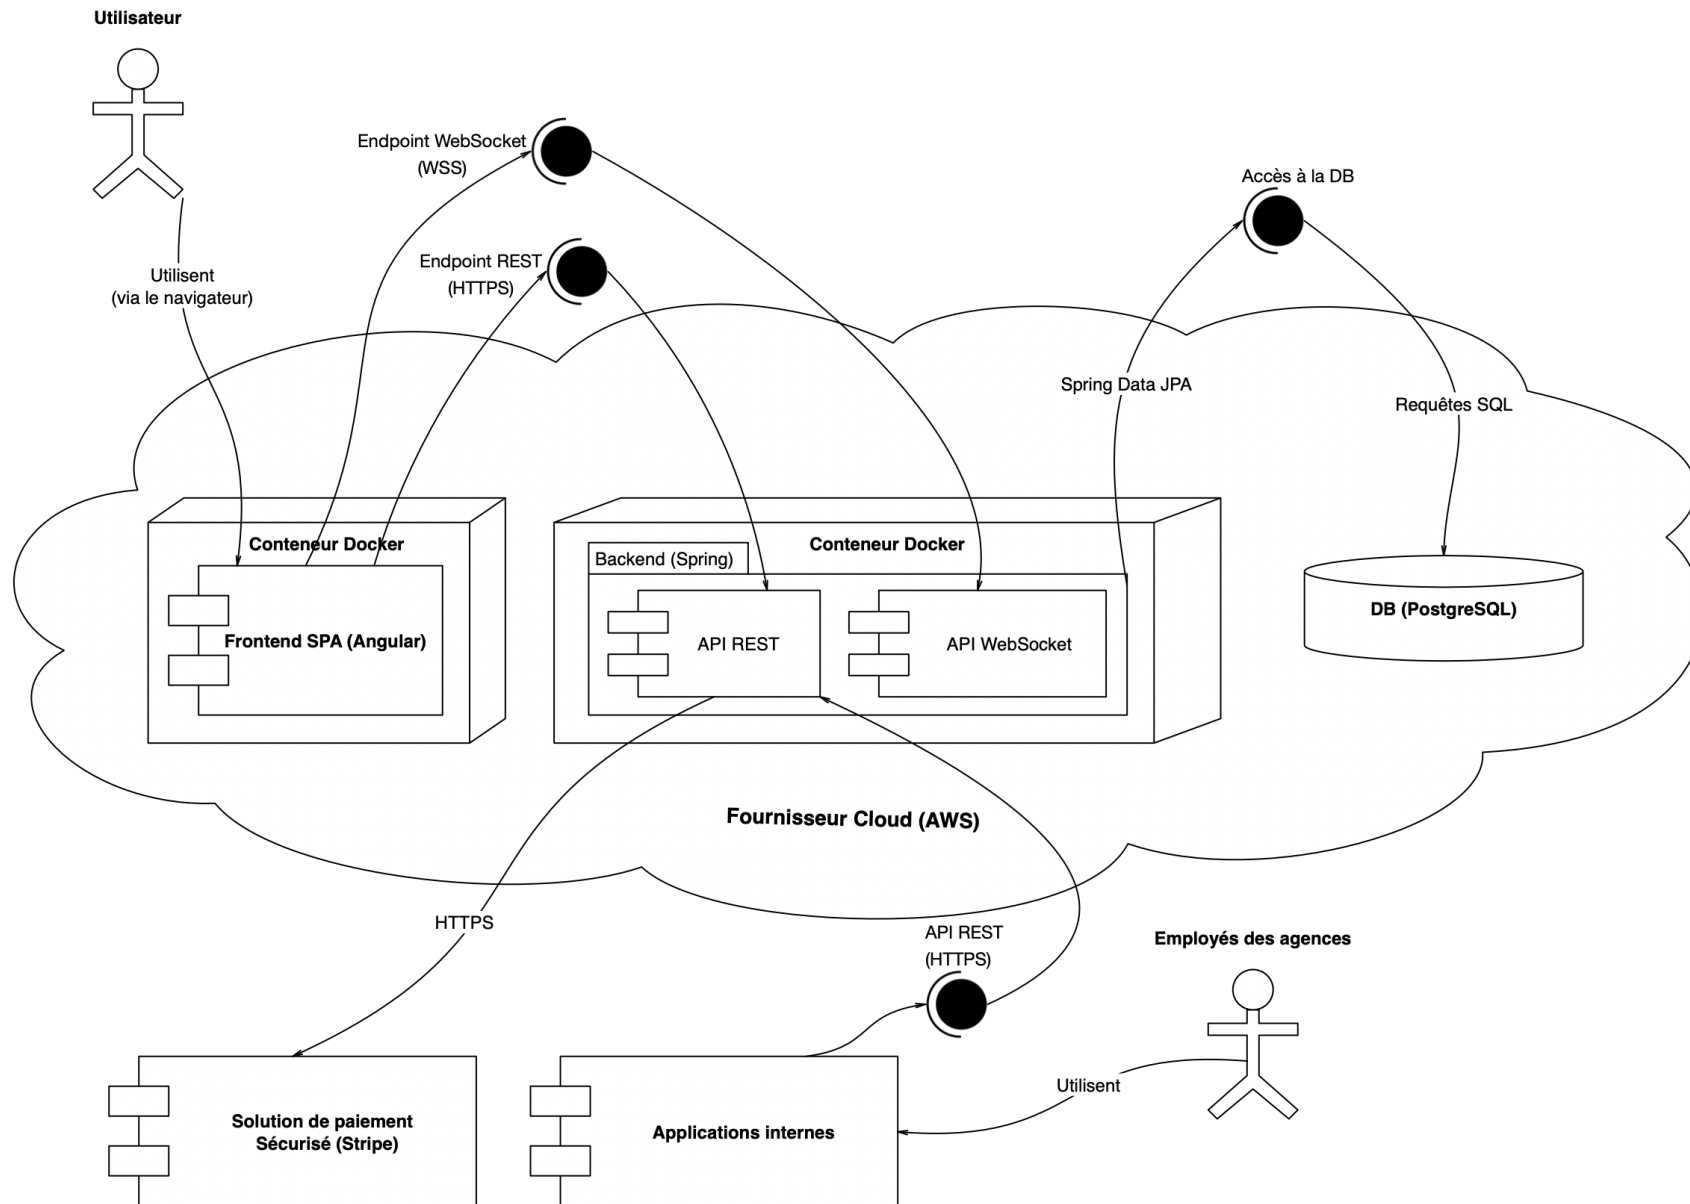 Utilisateur
Endpoint WebSocket
(WSS)
Accès à la DB
Endpoint REST
(HTTPS)
Utilisent
(via le navigateur)
Spring Data JPA
Requêtes SQL
Conteneur Docker
Conteneur Docker
Backend (Spring)
Frontend SPA (Angular)
API REST
API WebSocket
DB (PostgreSQL)
Fournisseur Cloud (AWS)
HTTPS
API REST
(HTTPS)
Employés des agences
Utilisent
Solution de paiement
Sécurisé (Stripe)
Applications internes